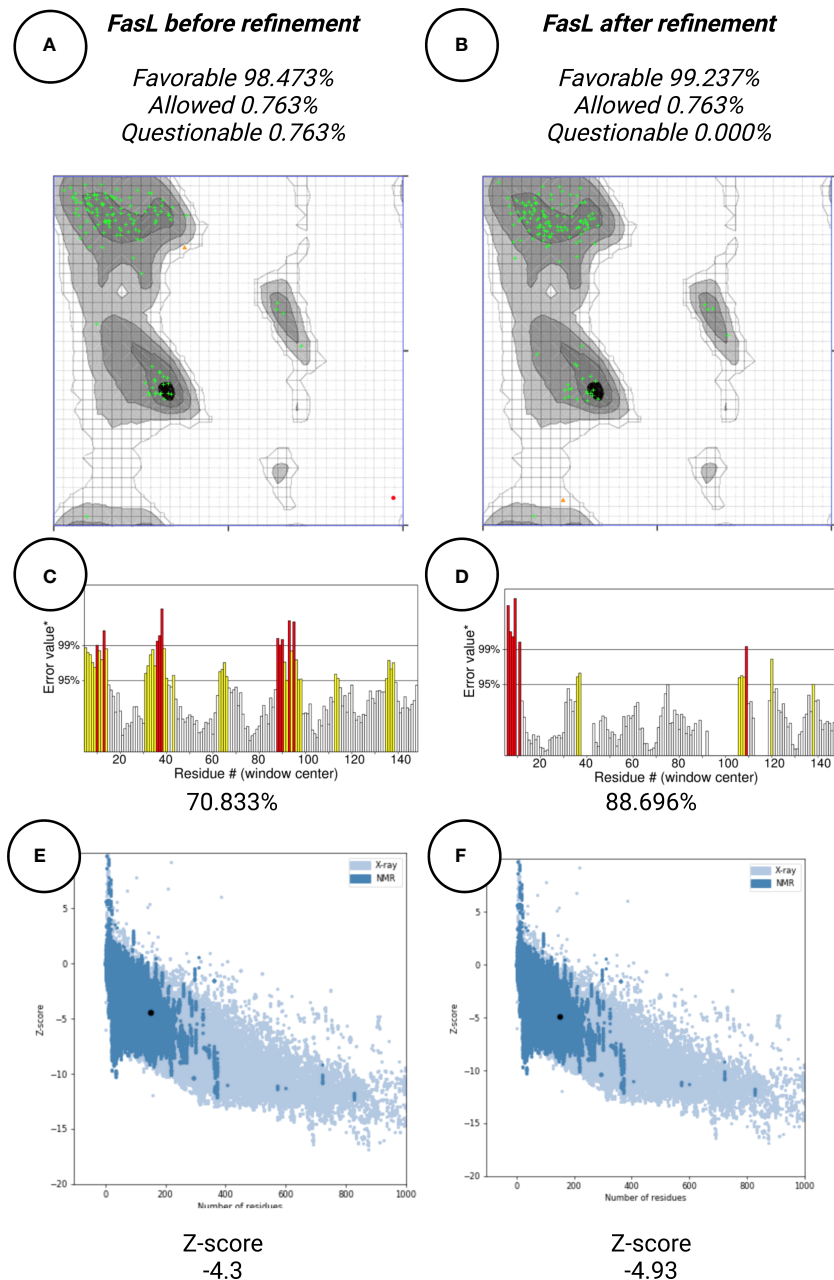 A
FasL before refinement
Favorable 98.473%
Allowed 0.763%
Questionable 0.763%
B
FasL after refinement
Favorable 99.237%
Allowed 0.763%
Questionable 0.000%
C
Error value*
99%
95%
20 40 60 80 100 120 140
Residue # (window center)
70.833%
D
Error value*
99%
95%
20 40 60 80 100 120 140
Residue # (window center)
88.696%
E
X-ray
NMR
Z-score
5
0
−5
−10
−15
−20
0 200 400 600 800 1000
Number of residues
Z-score
-4.3
F
X-ray
NMR
Z-score
5
0
−5
−10
−15
−20
0 200 400 600 800 1000
Number of residues
Z-score
-4.93